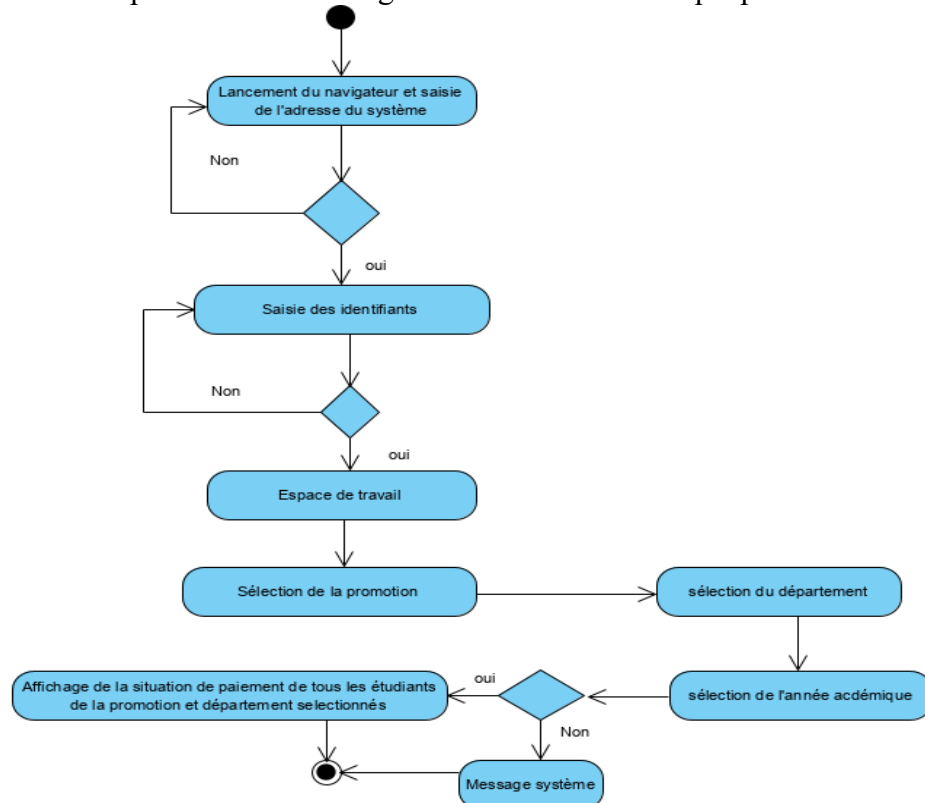 Lancement du navigateur et saisie
de l'adresse du système
Non
oui
Saisie des identifiants
Non
oui
Espace de travail
Sélection de la promotion
sélection du département
Affichage de la situation de paiement de tous les étudiants
de la promotion et département selectionnés
oui
sélection de l'année acdémique
Non
Message système